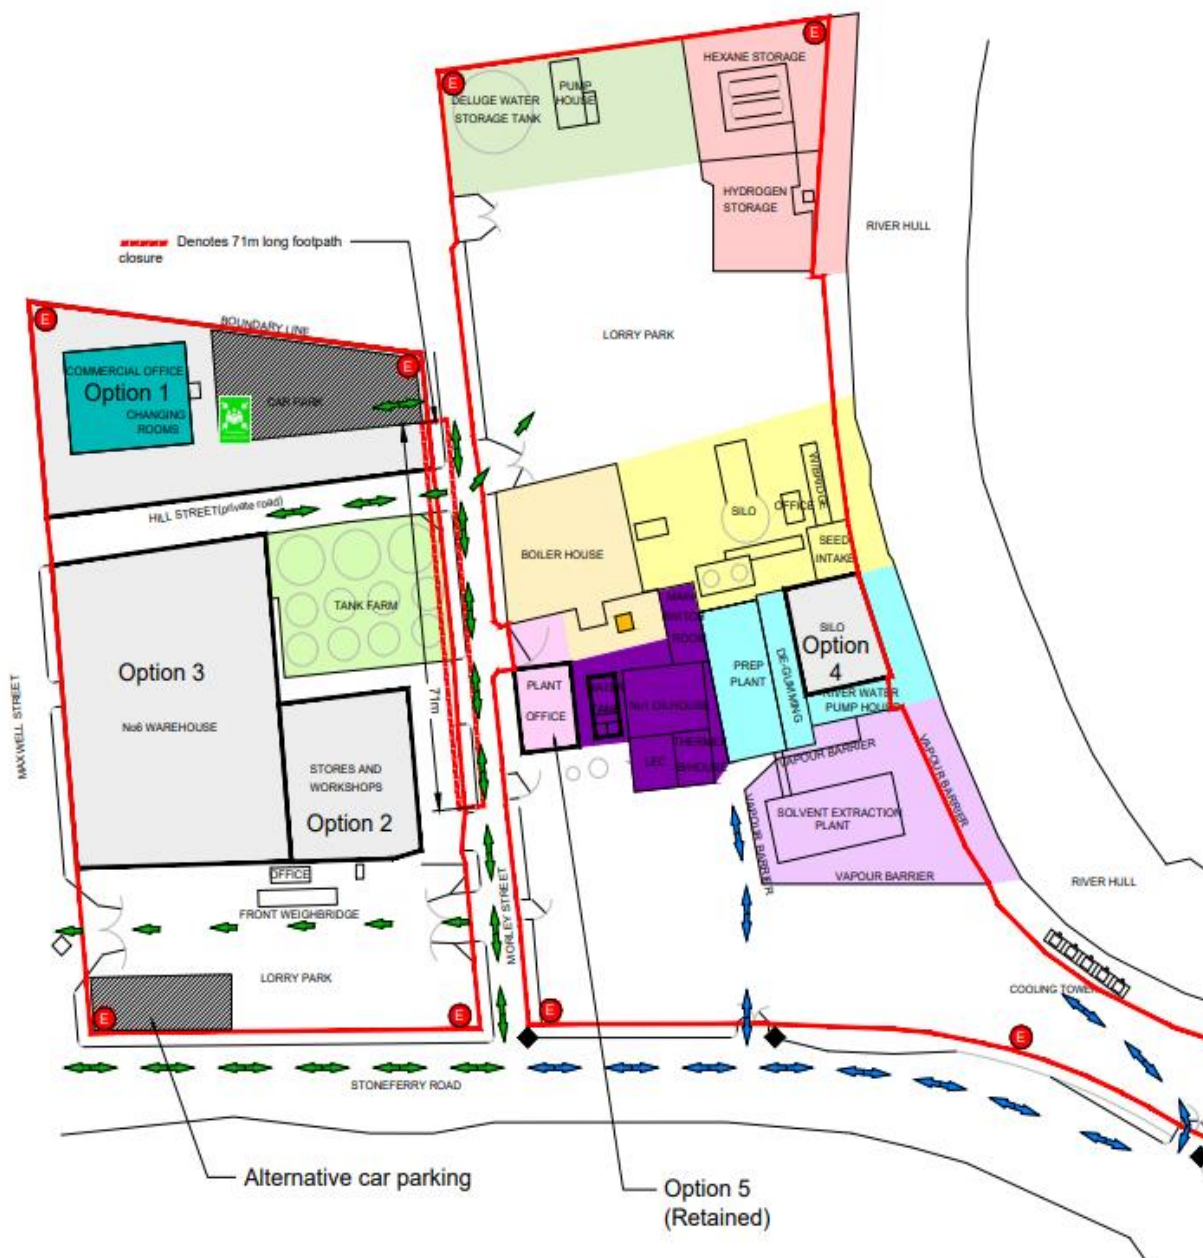 E
HEXANE STORAGE
E
DELUGE WATER
STORAGE TANK
PUMP
HOUSE
HYDROGEN
STORAGE
RIVER HULL
Denotes 71m long footpath
closure
E
BOUNDARY LINE
LORRY PARK
E
COMMERCIAL OFFICE
Option 1
CHANGING
ROOMS
CAR PARK
HILL STREET(private road)
SILO
OFFICE
W/BRIDGE
SEED
INTAKE
BOILER HOUSE
TANK FARM
MAIN
ROOM
Option 3
No6 WAREHOUSE
SILO
Option
4
PREP
PLANT
DE-GUMMING
RIVER WATER
PUMP HOUSE
PLANT
OFFICE
71m
MAXWELL STREET
STORES AND
WORKSHOPS
Option 2
LEC
VAPOUR BARRIER
VAPOUR BARRIER
VAPOUR BARRIER
SOLVENT EXTRACTION
PLANT
VAPOUR BARRIER
RIVER HULL
OFFICE
FRONT WEIGHBRIDGE
MORLEY STREET
LORRY PARK
COOLING TOWER
E
E
E
E
STONEFERRY ROAD
Alternative car parking
Option 5
(Retained)